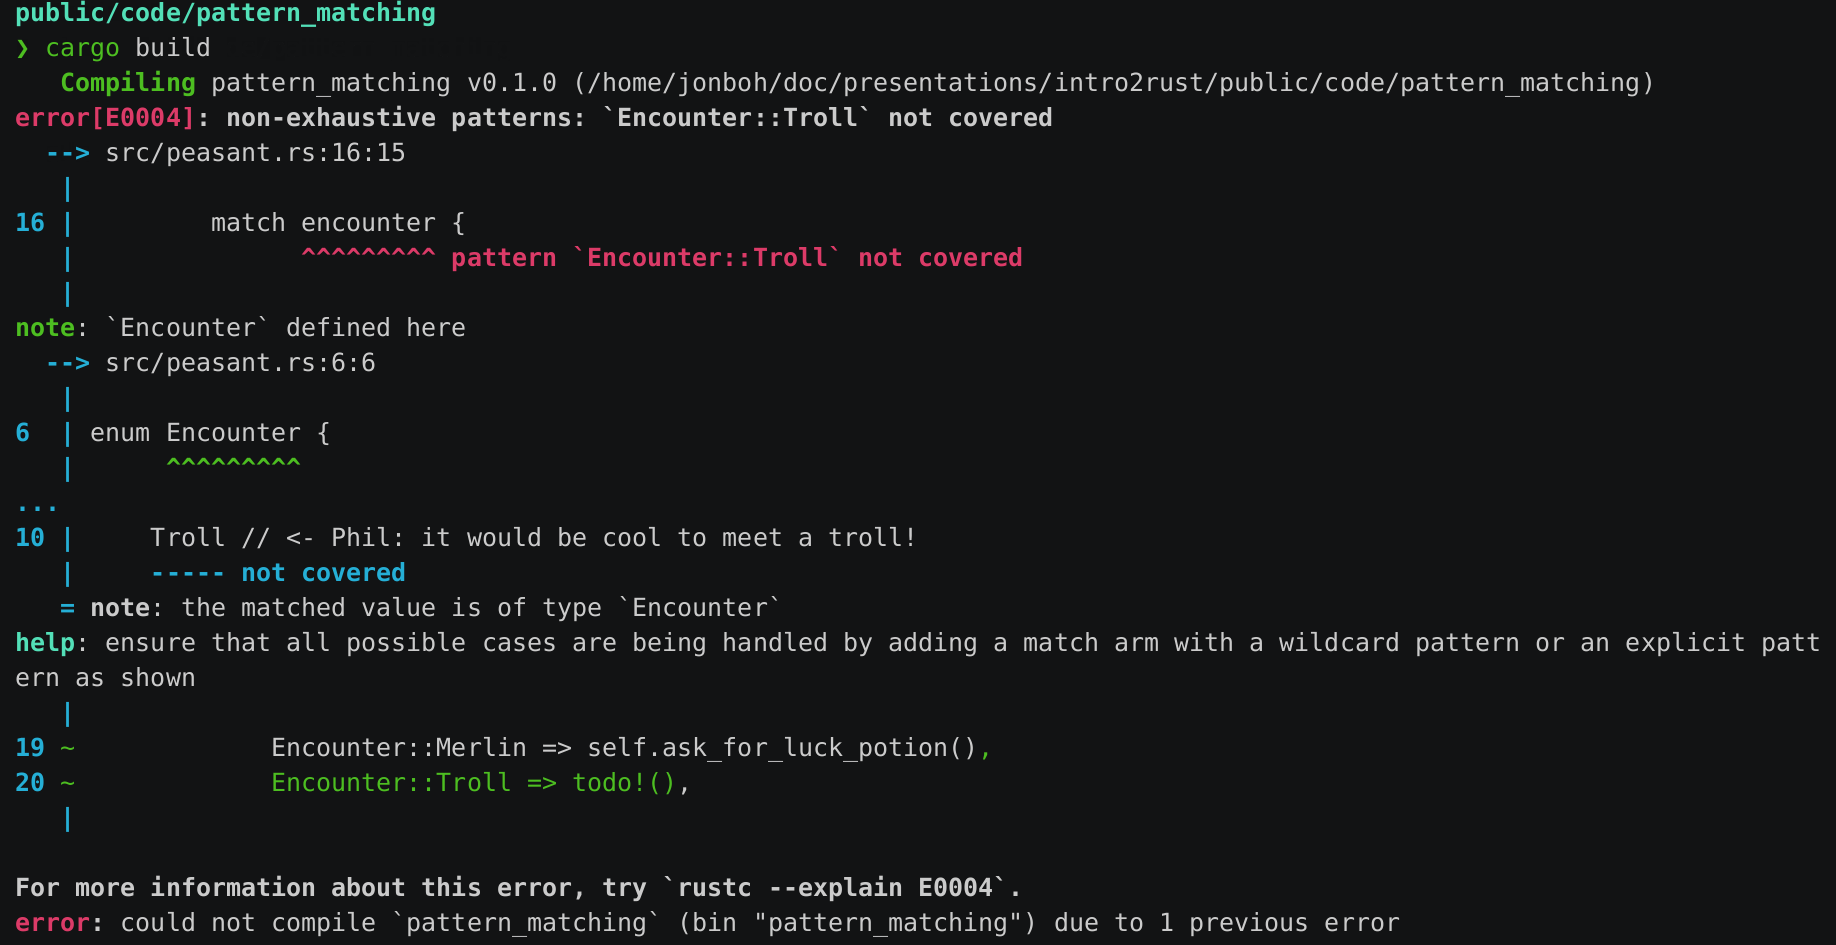 public/code/pattern_matching
❯ cargo build
   Compiling pattern_matching v0.1.0 (/home/jonboh/doc/presentations/intro2rust/public/code/pattern_matching)
error[E0004]: non-exhaustive patterns: `Encounter::Troll` not covered
  --> src/peasant.rs:16:15
   |
16 |         match encounter {
   |               ^^^^^^^^^ pattern `Encounter::Troll` not covered
   |
note: `Encounter` defined here
  --> src/peasant.rs:6:6
   |
6  | enum Encounter {
   |      ^^^^^^^^^
...
10 |     Troll // <- Phil: it would be cool to meet a troll!
   |     ----- not covered
   = note: the matched value is of type `Encounter`
help: ensure that all possible cases are being handled by adding a match arm with a wildcard pattern or an explicit patt
ern as shown
   |
19 ~             Encounter::Merlin => self.ask_for_luck_potion(),
20 ~             Encounter::Troll => todo!(),
   |

For more information about this error, try `rustc --explain E0004`.
error: could not compile `pattern_matching` (bin "pattern_matching") due to 1 previous error